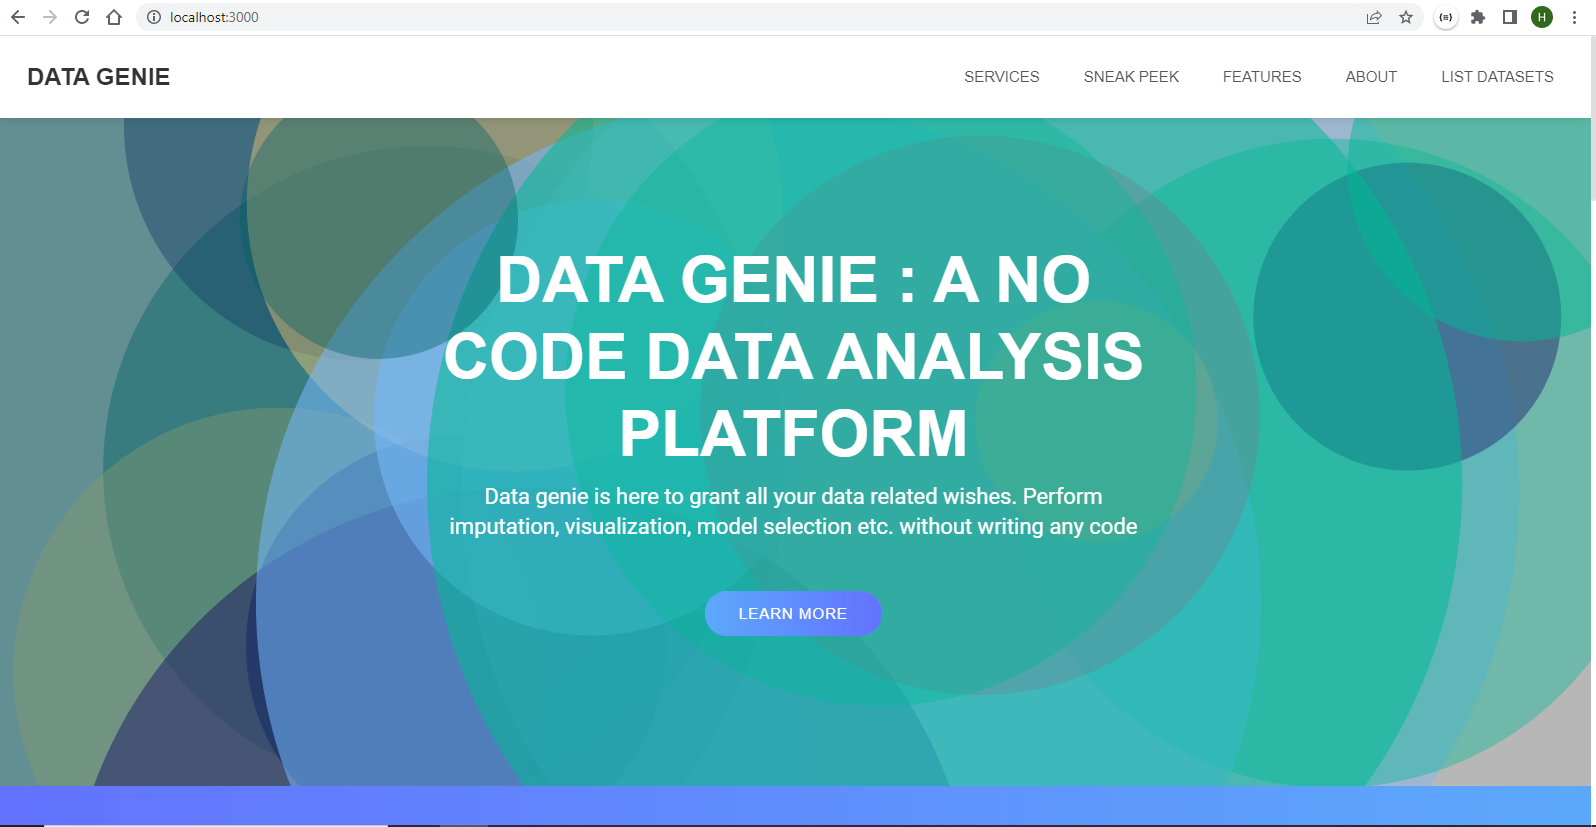 localhost:3000
H
DATA GENIE
SERVICES SNEAK PEEK FEATURES ABOUT LIST DATASETS
DATA GENIE : A NO
CODE DATA ANALYSIS
PLATFORM
Data genie is here to grant all your data related wishes. Perform
imputation, visualization, model selection etc. without writing any code
LEARN MORE